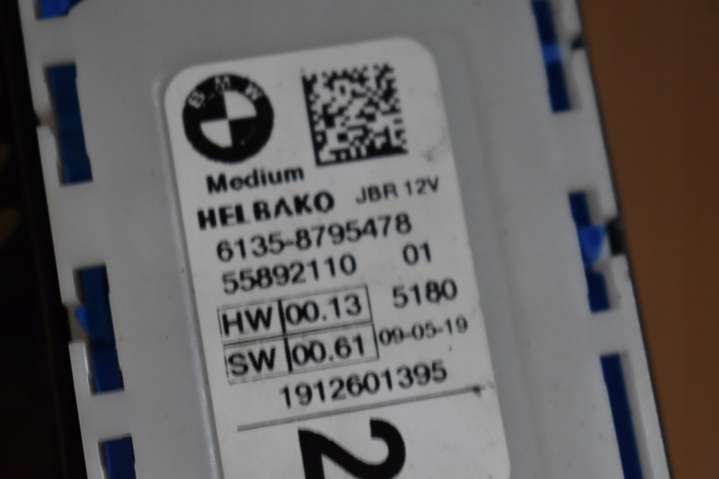 BMW
Medium
HELBAKO JBR 12V
6135-8795478
55892110 01
HW 00.13 5180
SW 00.61 09-05-19
1912601395
2